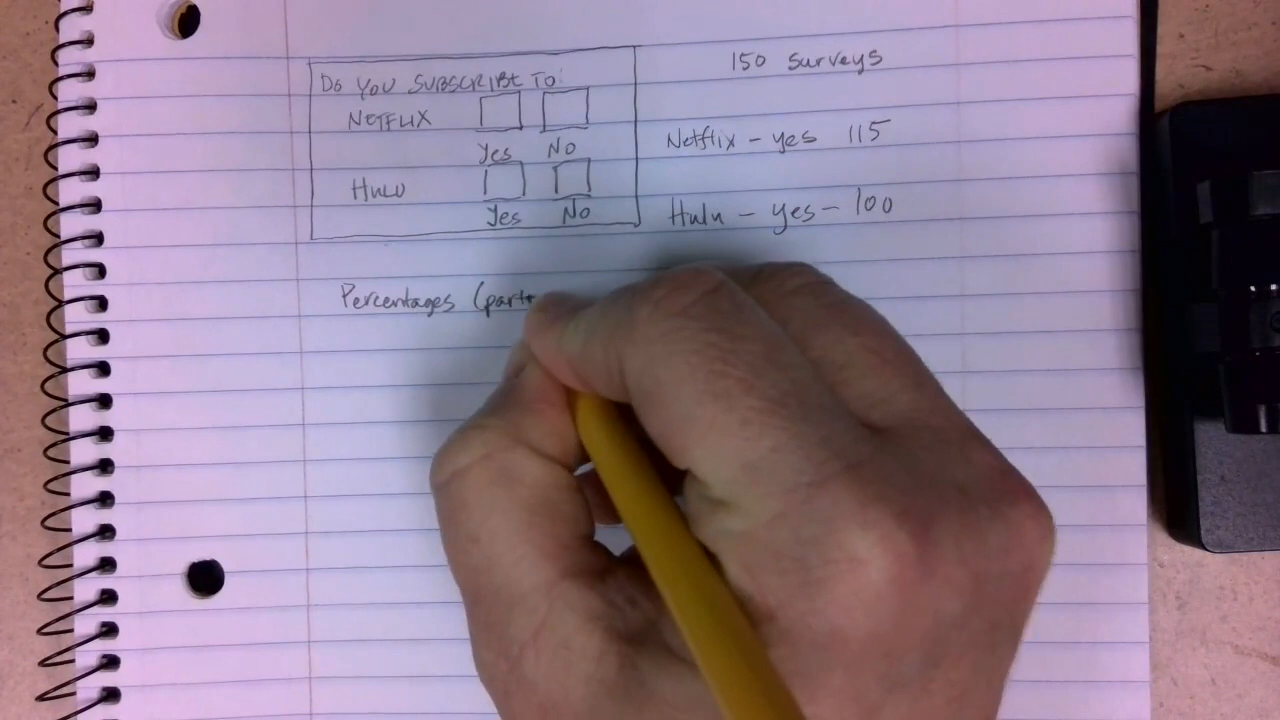 DO YOU SUBSCRIBE TO:
NETFLIX
Yes No
HULU
Yes No
150 surveys
Netflix - yes 115
Hulu - yes - 100
Percentages (part